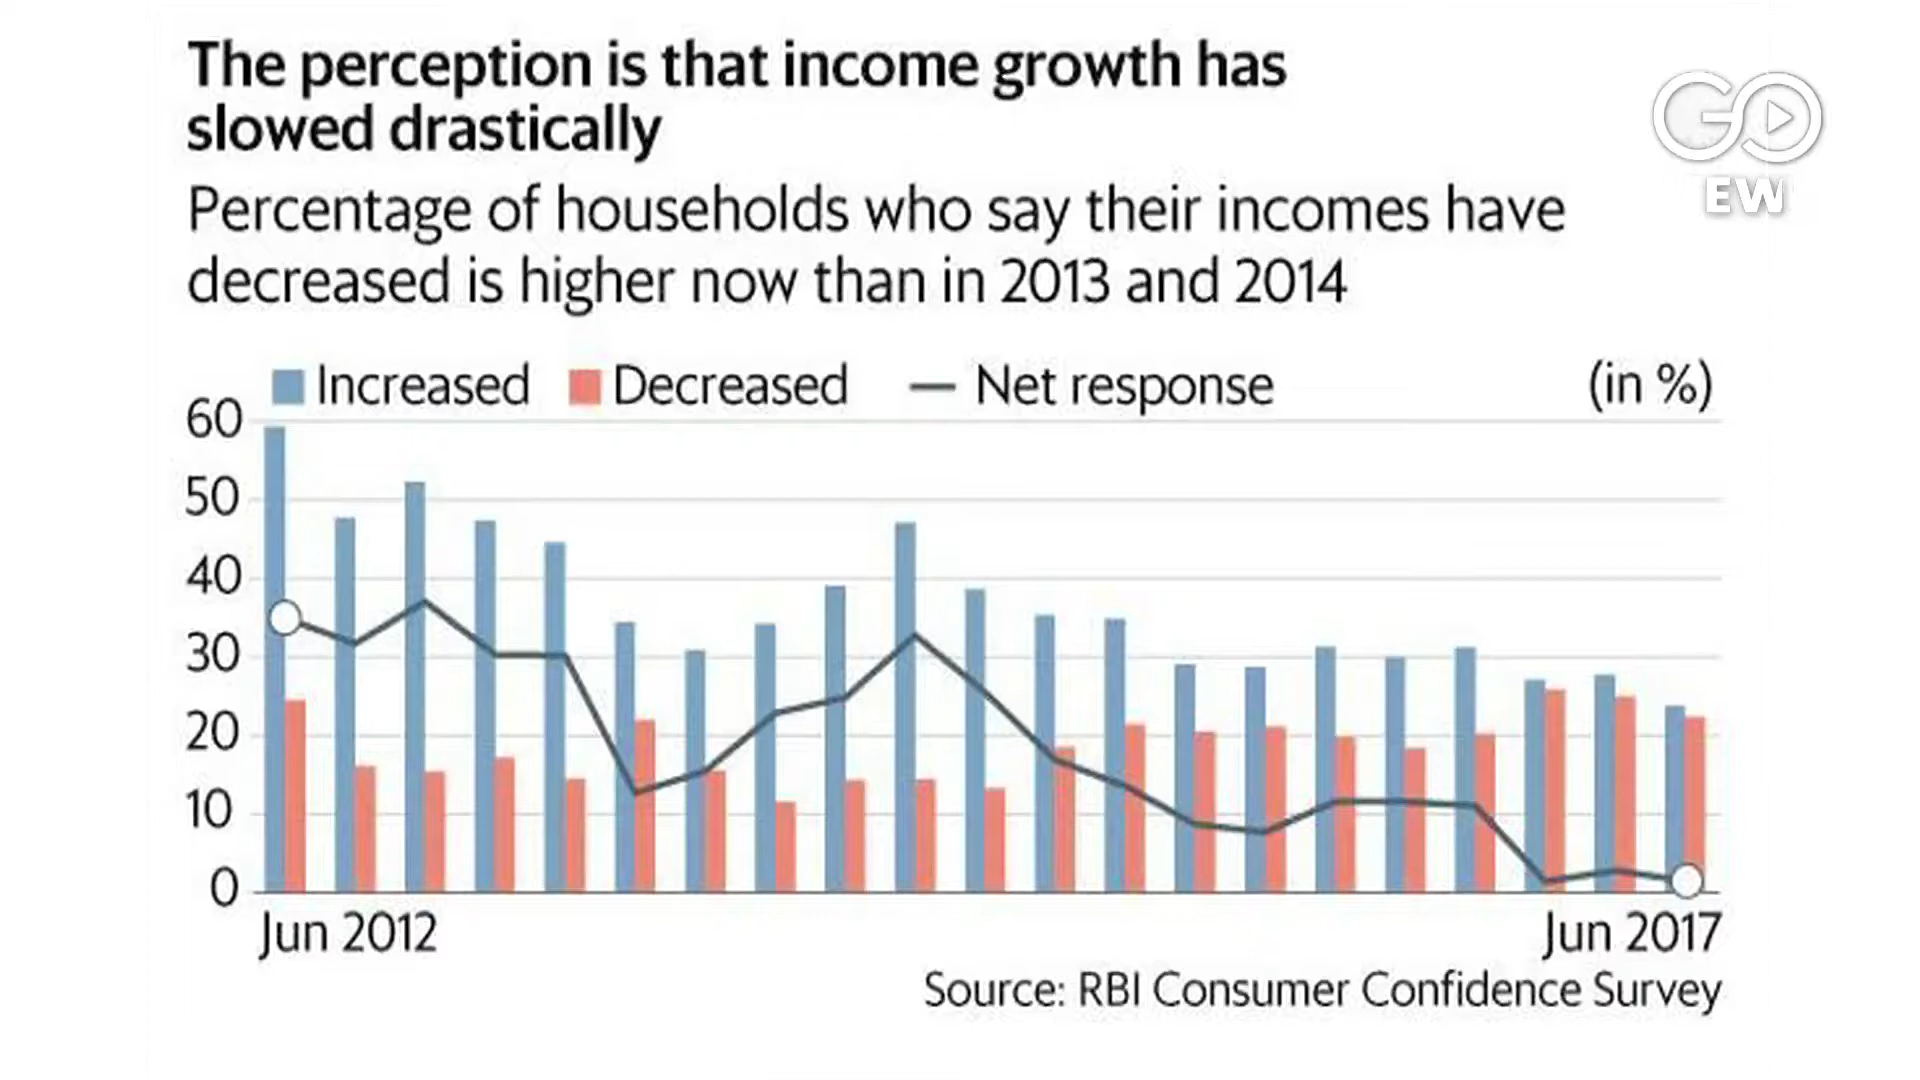 The perception is that income growth has
slowed drastically
GO
EW
Percentage of households who say their incomes have
decreased is higher now than in 2013 and 2014
Increased Decreased Net response (in %)
60
50
40
30
20
10
0
Jun 2012 Jun 2017
Source: RBI Consumer Confidence Survey